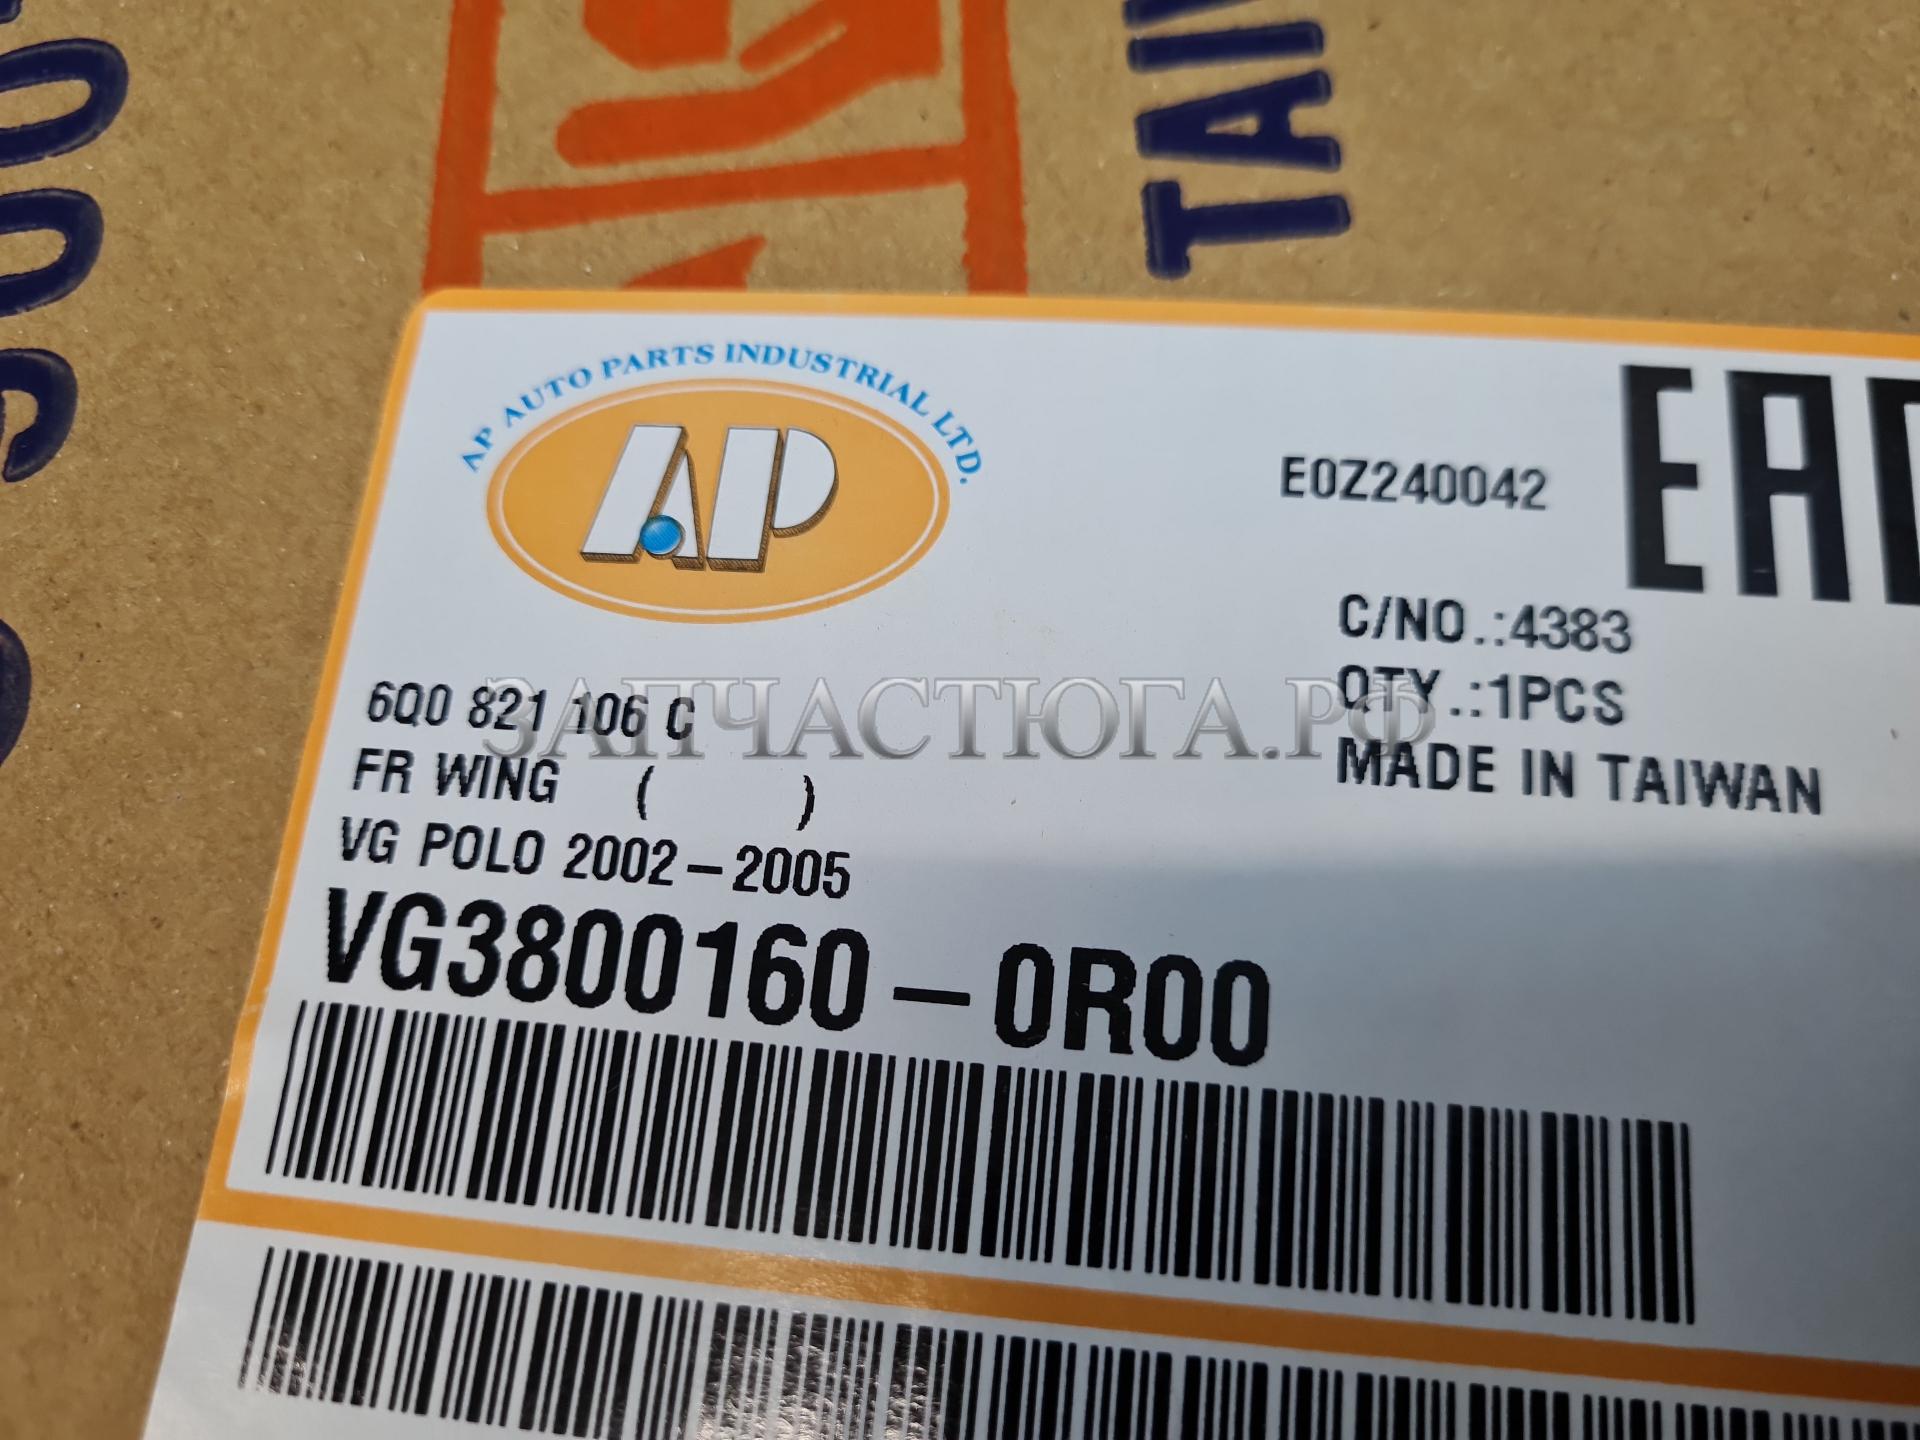 TAIW
AP AUTO PARTS INDUSTRIAL LTD.
AP
E0Z240042
EAC
C/NO.:4383
QTY.:1PCS
MADE IN TAIWAN
6Q0 821 106 C
FR WING ( )
VG POLO 2002-2005
VG3800160-0R00
ЗАПЧАСТЮГА.РФ